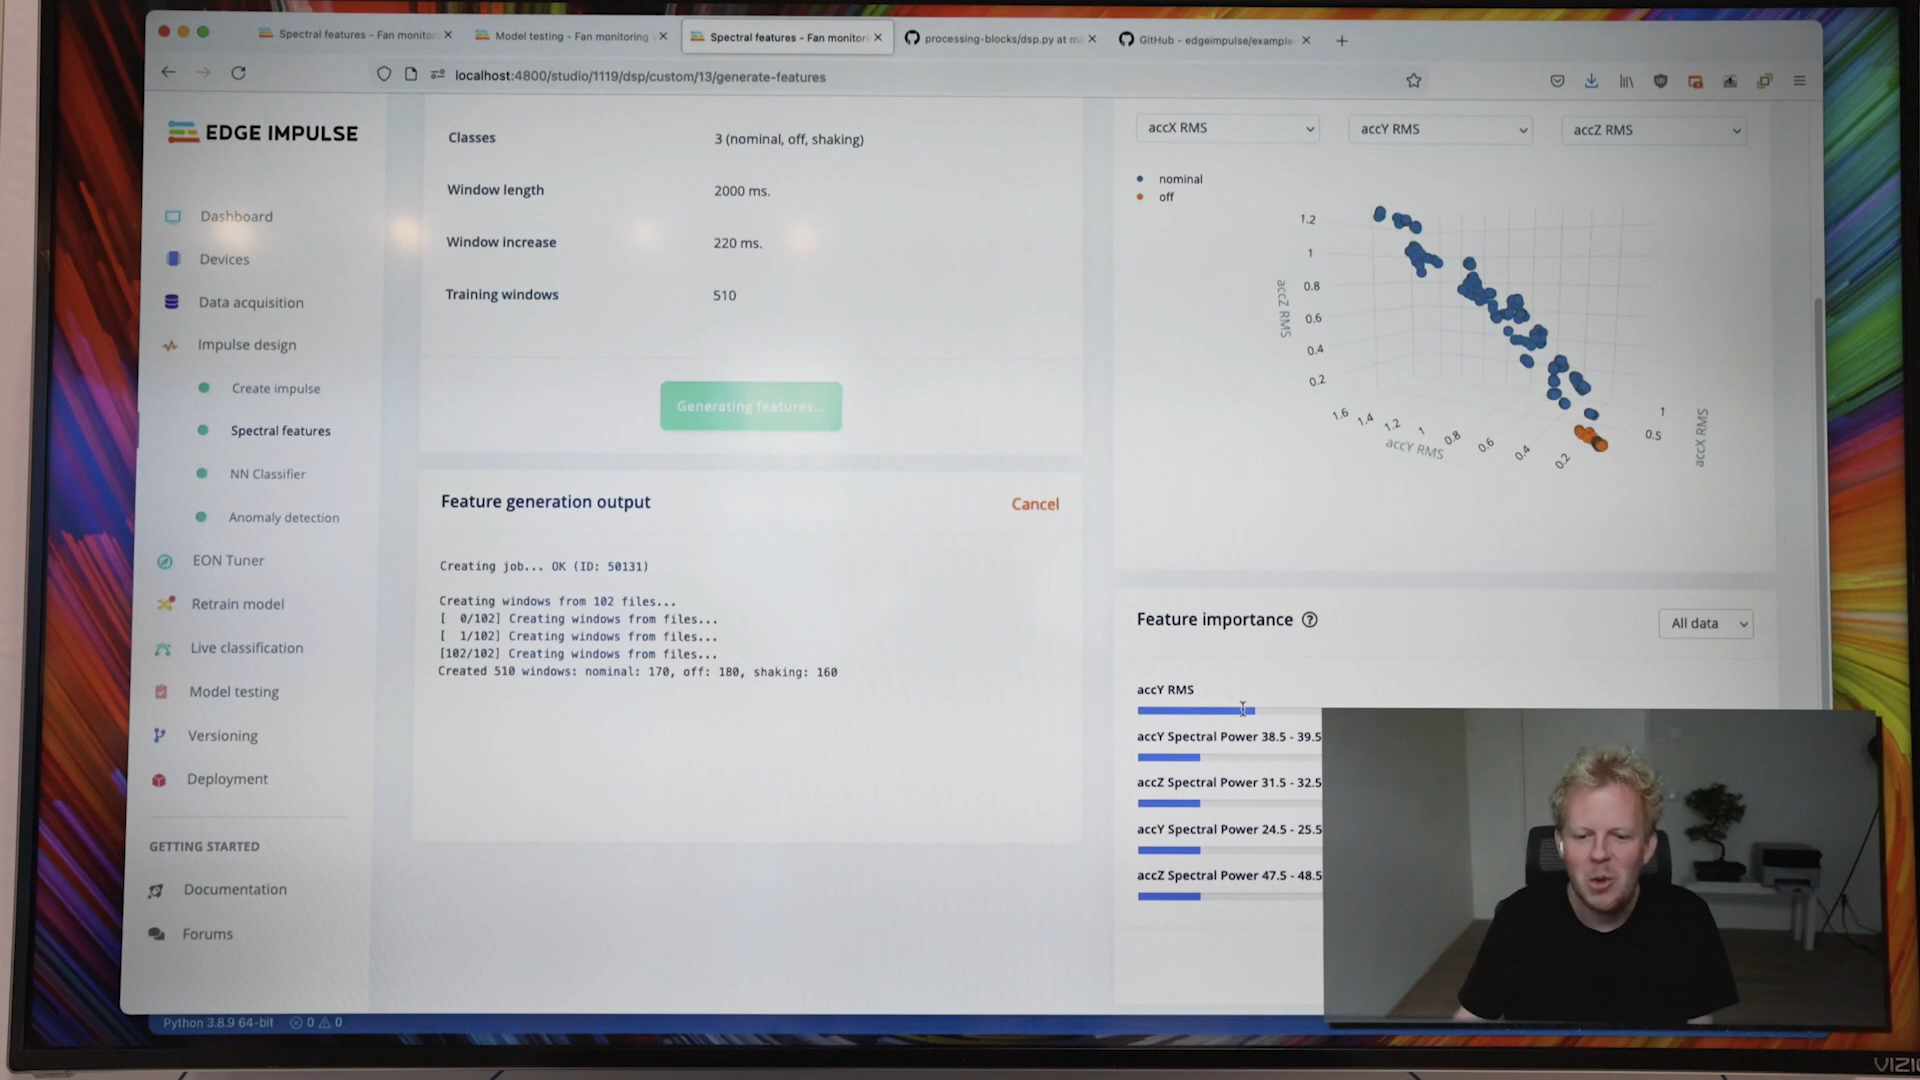 Spectral features - Fan monitor
Model testing - Fan monitoring
Spectral features - Fan monitor
processing-blocks/dsp.py at m
GitHub - edgeimpulse/example-
localhost:4800/studio/1119/dsp/custom/13/generate-features
EDGE IMPULSE
Dashboard
Devices
Data acquisition
Impulse design
Create impulse
Spectral features
NN Classifier
Anomaly detection
EON Tuner
Retrain model
Live classification
Model testing
Versioning
Deployment
GETTING STARTED
Documentation
Forums
Classes 3 (nominal, off, shaking)
Window length 2000 ms.
Window increase 220 ms.
Training windows 510
Generating features...
Feature generation output Cancel
Creating job... OK (ID: 50131)
Creating windows from 102 files...
[ 0/102] Creating windows from files...
[ 1/102] Creating windows from files...
[102/102] Creating windows from files...
Created 510 windows: nominal: 170, off: 180, shaking: 160
accX RMS accY RMS accZ RMS
nominal
off
1.2
1
0.8
0.6
0.4
0.2
accZ RMS
1.6 1.4 1.2 1 0.8 0.6 0.4 0.2
accY RMS
1
0.5
accX RMS
Feature importance All data
accY RMS
accY Spectral Power 38.5 - 39.5
accZ Spectral Power 31.5 - 32.5
accY Spectral Power 24.5 - 25.5
accZ Spectral Power 47.5 - 48.5
Python 3.8.9 64-bit 0 0
VIZIO